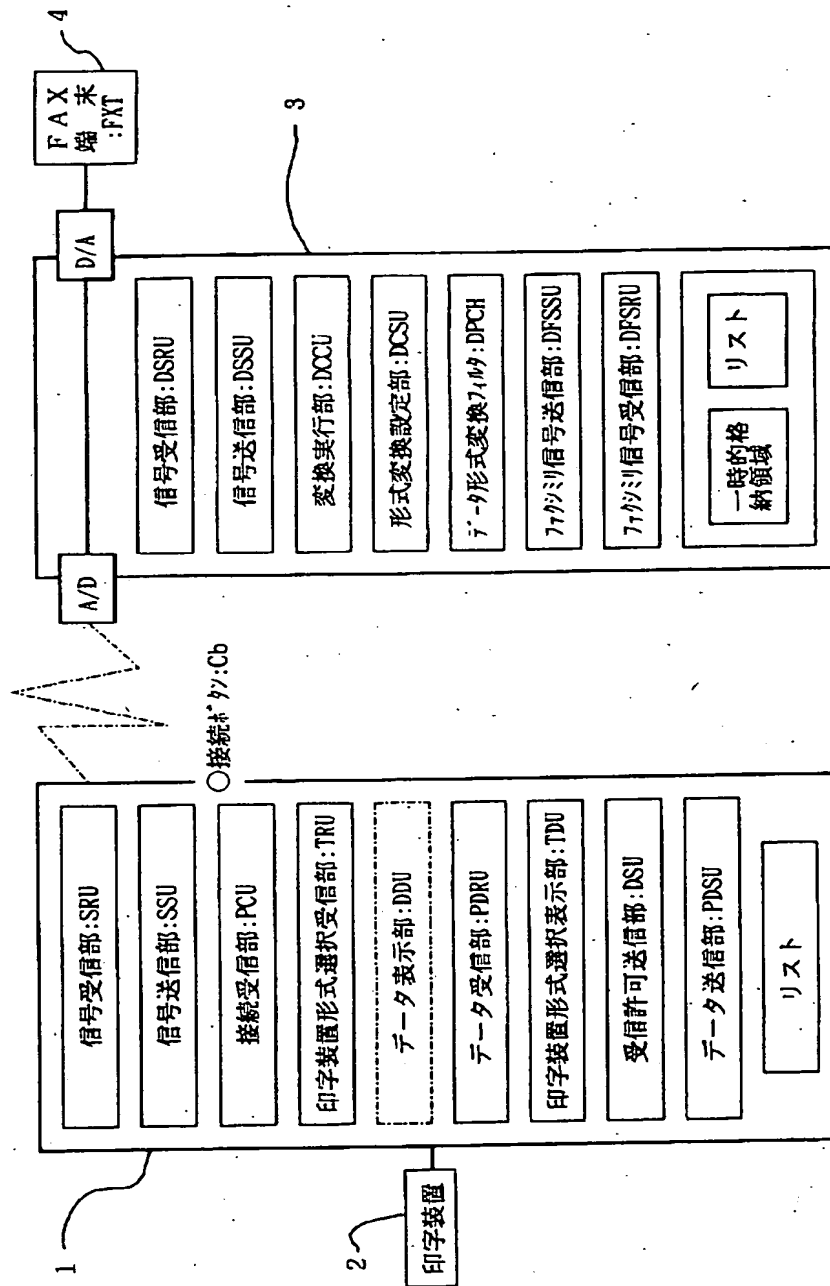 1
信号受信部:SRU
信号送信部:SSU
接続受信部:PCU
印字装置形式選択受信部:TRU
データ表示部:DDU
データ受信部:PDRU
印字装置形式選択表示部:TDU
受信許可送信部:DSU
データ送信部:PDSU
リスト
2
印字装置
接続ボタン:Cb
A/D
D/A
3
信号受信部:DSRU
信号送信部:DSSU
変換実行部:DCCU
形式変換設定部:DCSU
データ形式変換フィルタ:DPCH
ファクシミリ信号送信部:DFSSU
ファクシミリ信号受信部:DFSRU
一時的格
納領域
リスト
4
FAX
端末
:FXT